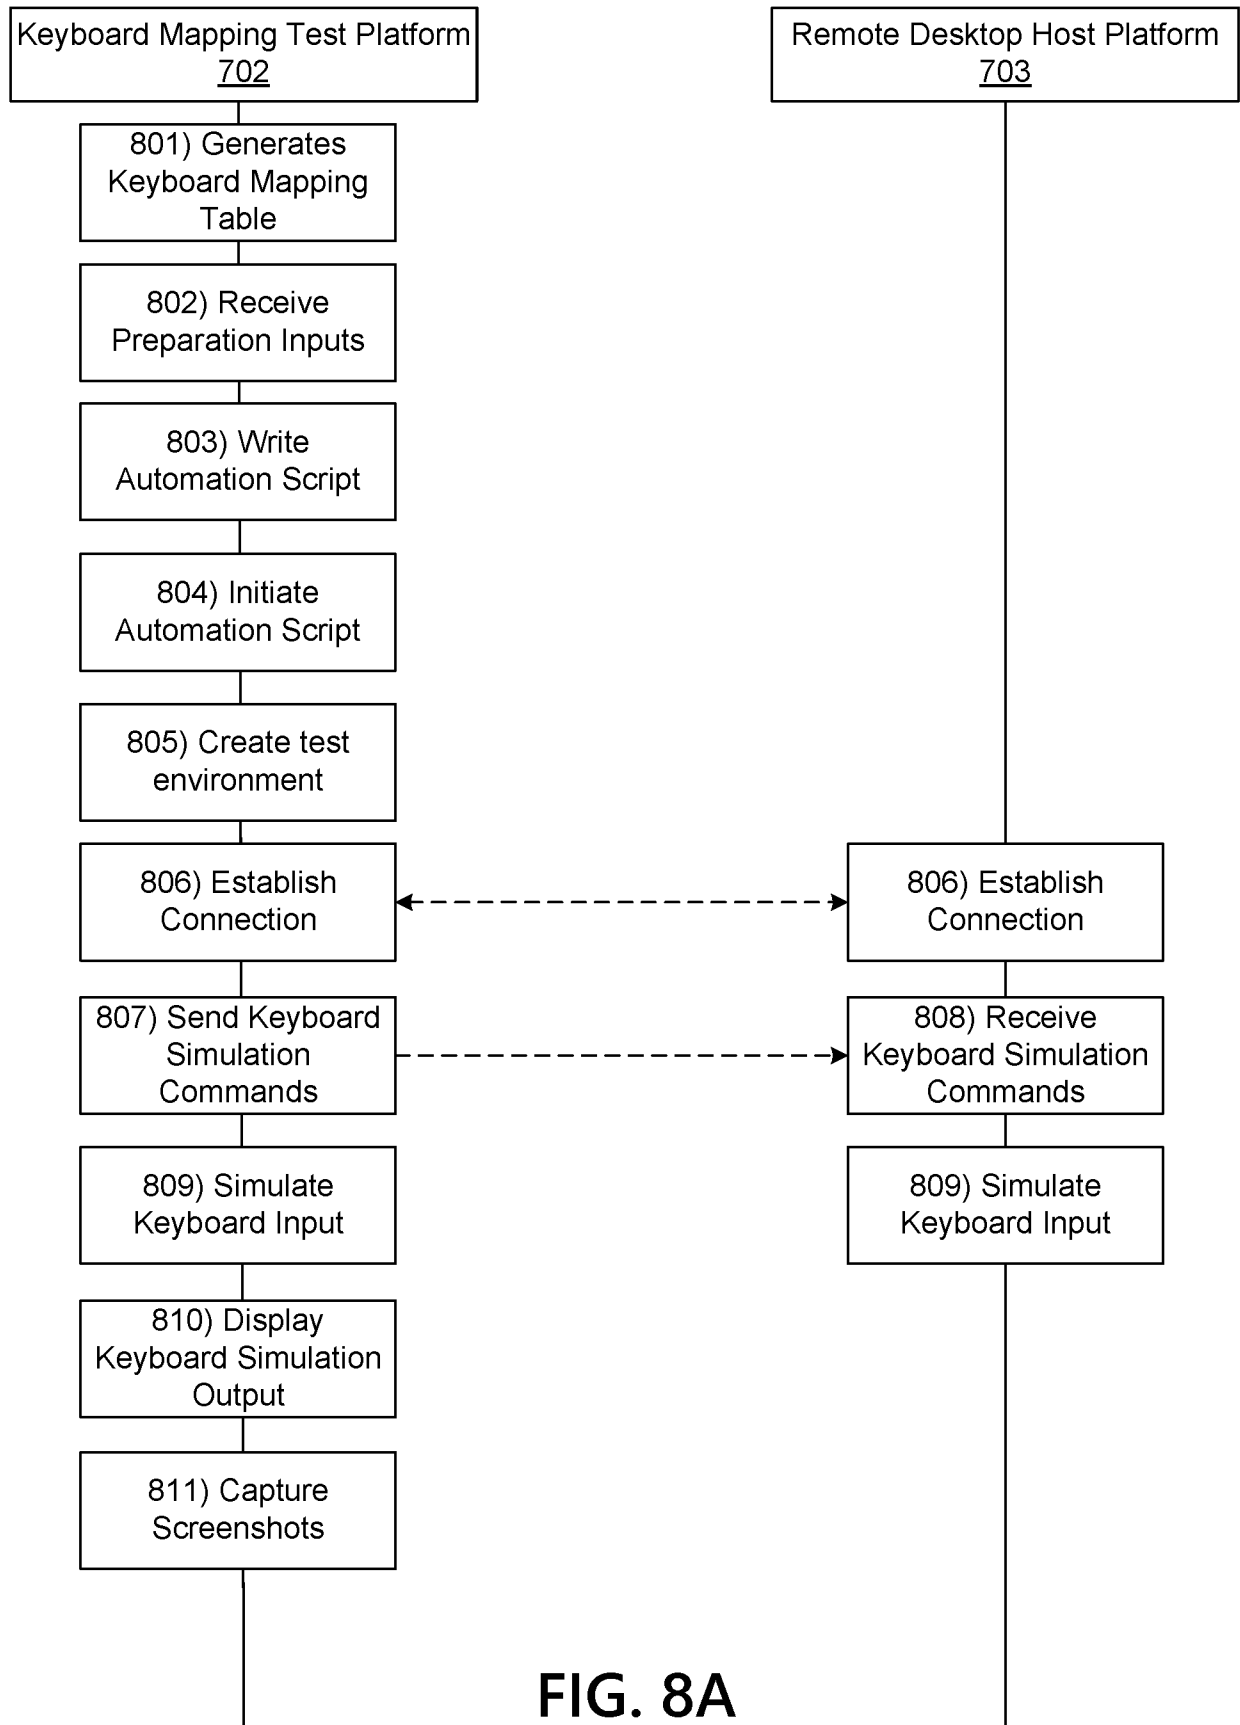 Keyboard Mapping Test Platform
702
Remote Desktop Host Platform
703
801) Generates
Keyboard Mapping
Table
802) Receive
Preparation Inputs
803) Write
Automation Script
804) Initiate
Automation Script
805) Create test
environment
806) Establish
Connection
806) Establish
Connection
807) Send Keyboard
Simulation
Commands
808) Receive
Keyboard Simulation
Commands
809) Simulate
Keyboard Input
809) Simulate
Keyboard Input
810) Display
Keyboard Simulation
Output
811) Capture
Screenshots
FIG. 8A